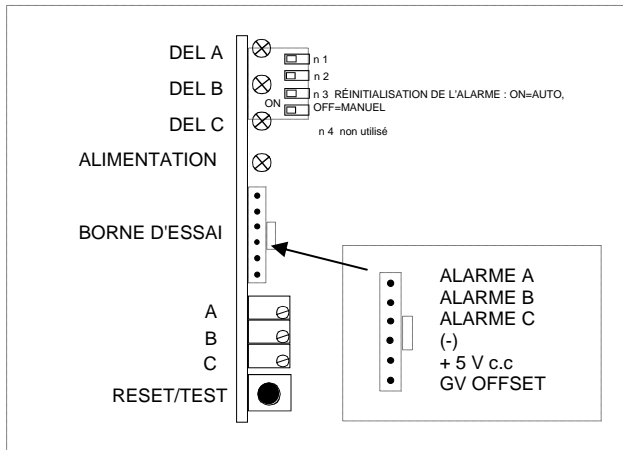 DEL A
n 1
n 2
DEL B
n 3 RÉINITIALISATION DE L'ALARME : ON=AUTO,
ON
OFF=MANUEL
DEL C
n 4 non utilisé
ALIMENTATION
BORNE D'ESSAI
A
B
C
RESET/TEST
ALARME A
ALARME B
ALARME C
(-)
+ 5 V c.c
GV OFFSET